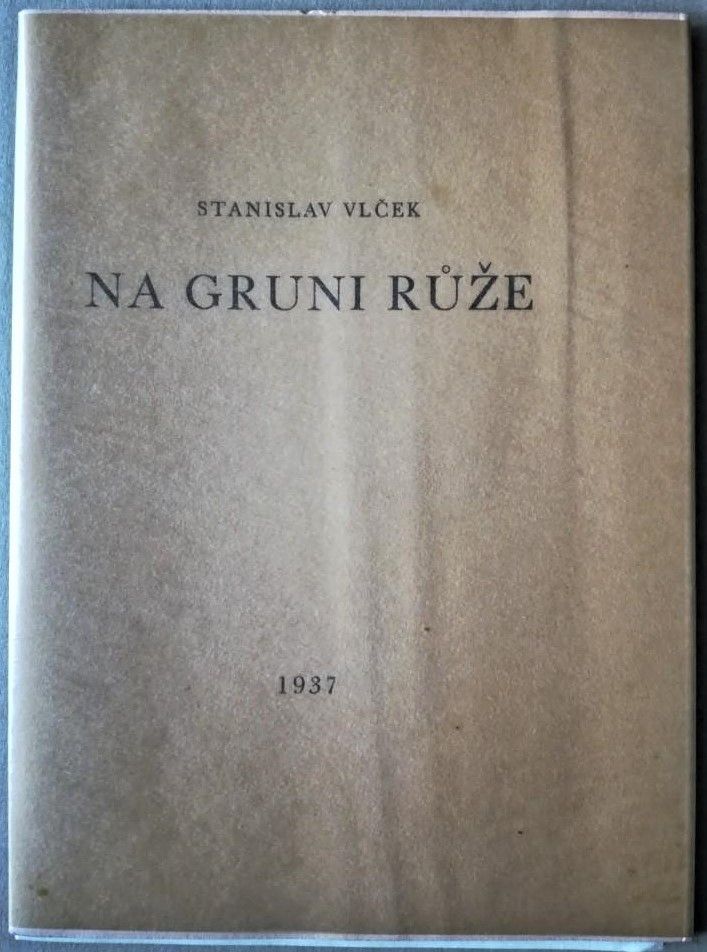 STANISLAV VLČEK
NA GRUNI RŮŽE
1937